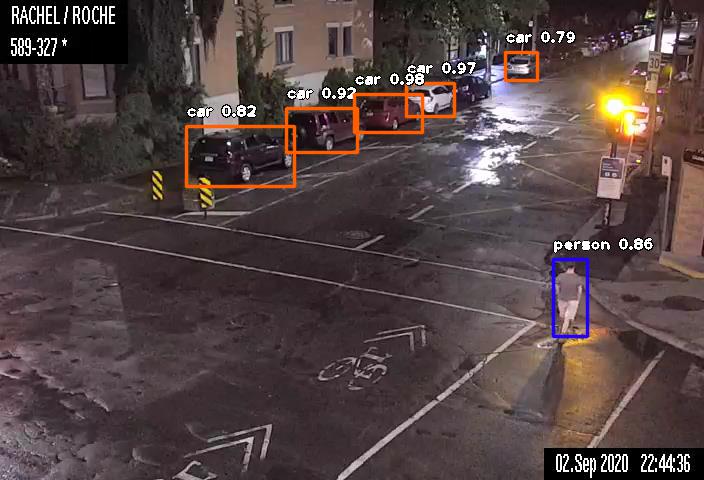 RACHEL / ROCHE
589-327 *
car 0.79
car 0.97
car 0.98
car 0.92
car 0.82
30
person 0.86
02.Sep 2020 22:44:36